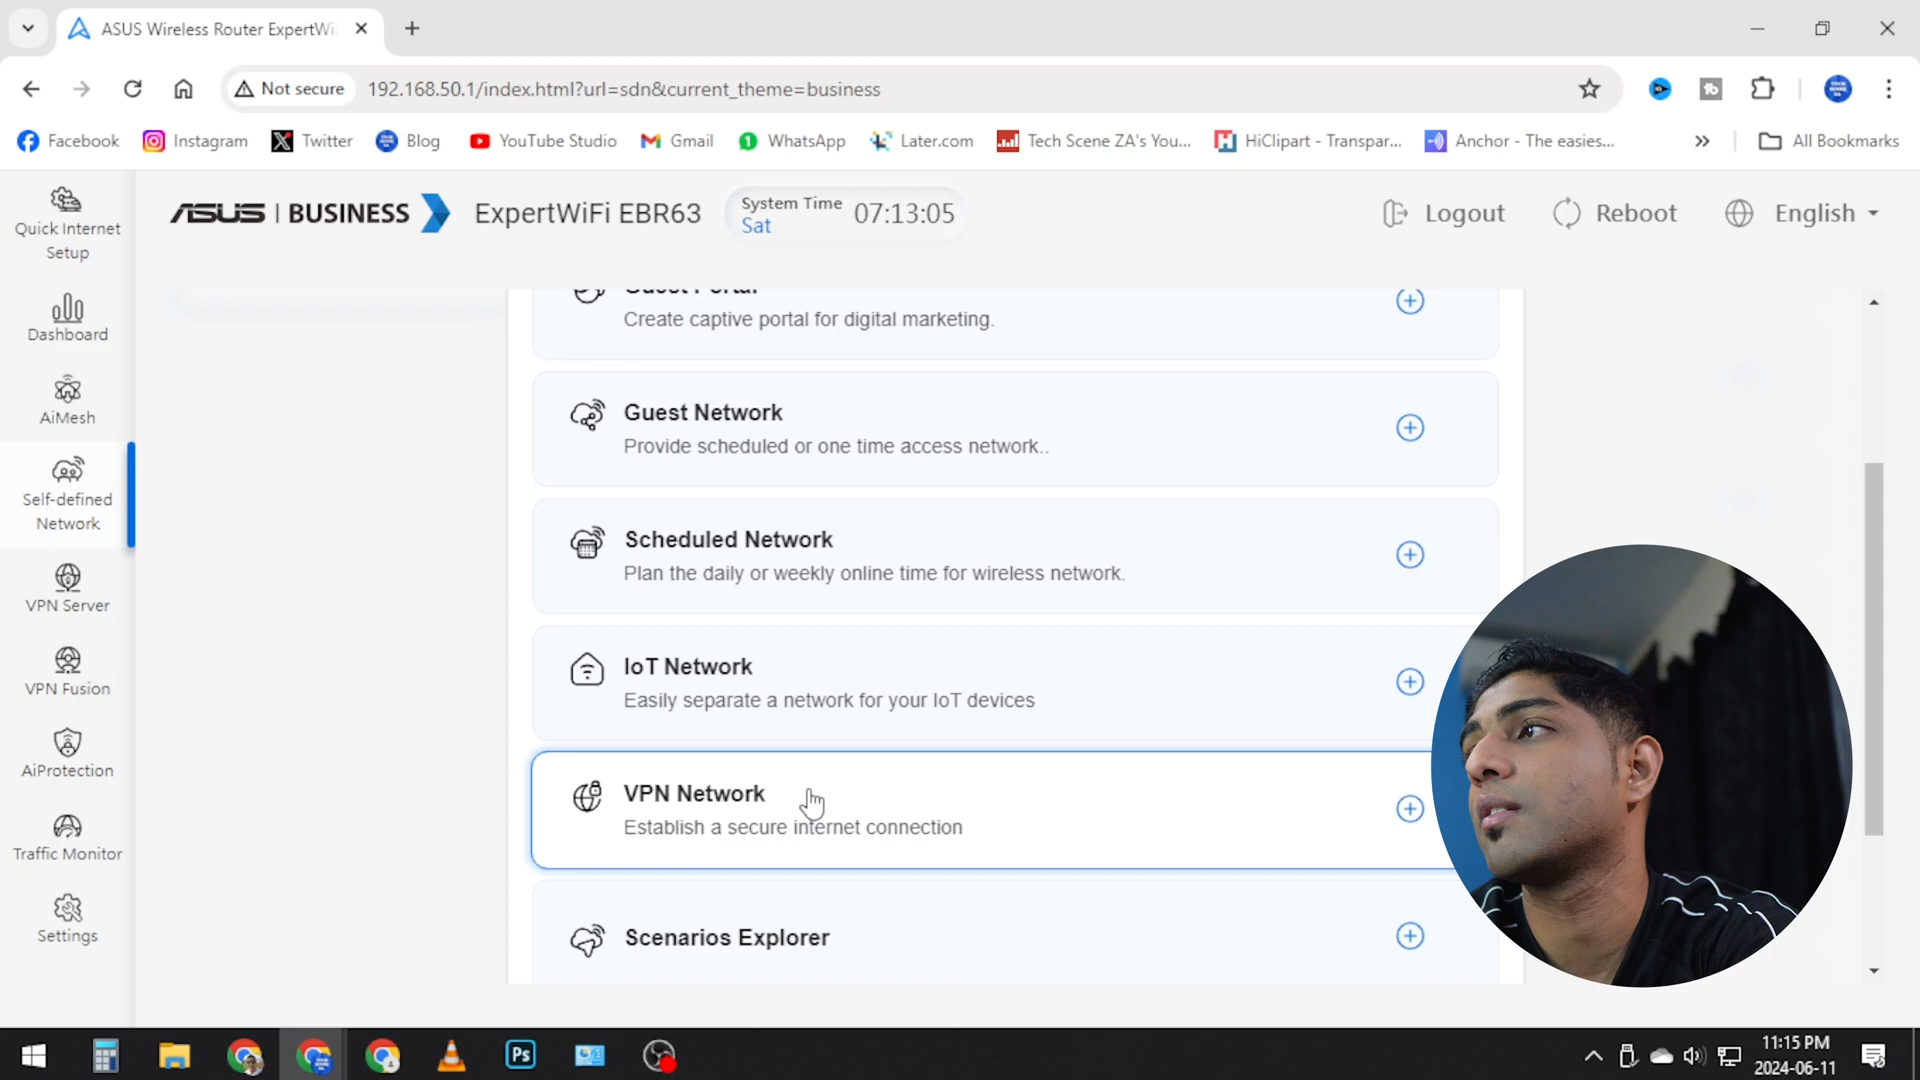 ASUS Wireless Router ExpertWi
Not secure
192.168.50.1/index.html?url=sdn&current_theme=business
Facebook
Instagram
Twitter
Blog
YouTube Studio
Gmail
WhatsApp
Later.com
Tech Scene ZA's You...
HiClipart - Transpar...
Anchor - The easies...
All Bookmarks
Quick Internet
Setup
Dashboard
AiMesh
Self-defined
Network
VPN Server
VPN Fusion
AiProtection
Traffic Monitor
Settings
ASUS | BUSINESS
ExpertWiFi EBR63
System Time
Sat
07:13:05
Logout
Reboot
English
Guest Portal
Create captive portal for digital marketing.
Guest Network
Provide scheduled or one time access network..
Scheduled Network
Plan the daily or weekly online time for wireless network.
IoT Network
Easily separate a network for your IoT devices
VPN Network
Establish a secure internet connection
Scenarios Explorer
Ps
11:15 PM
2024-06-11